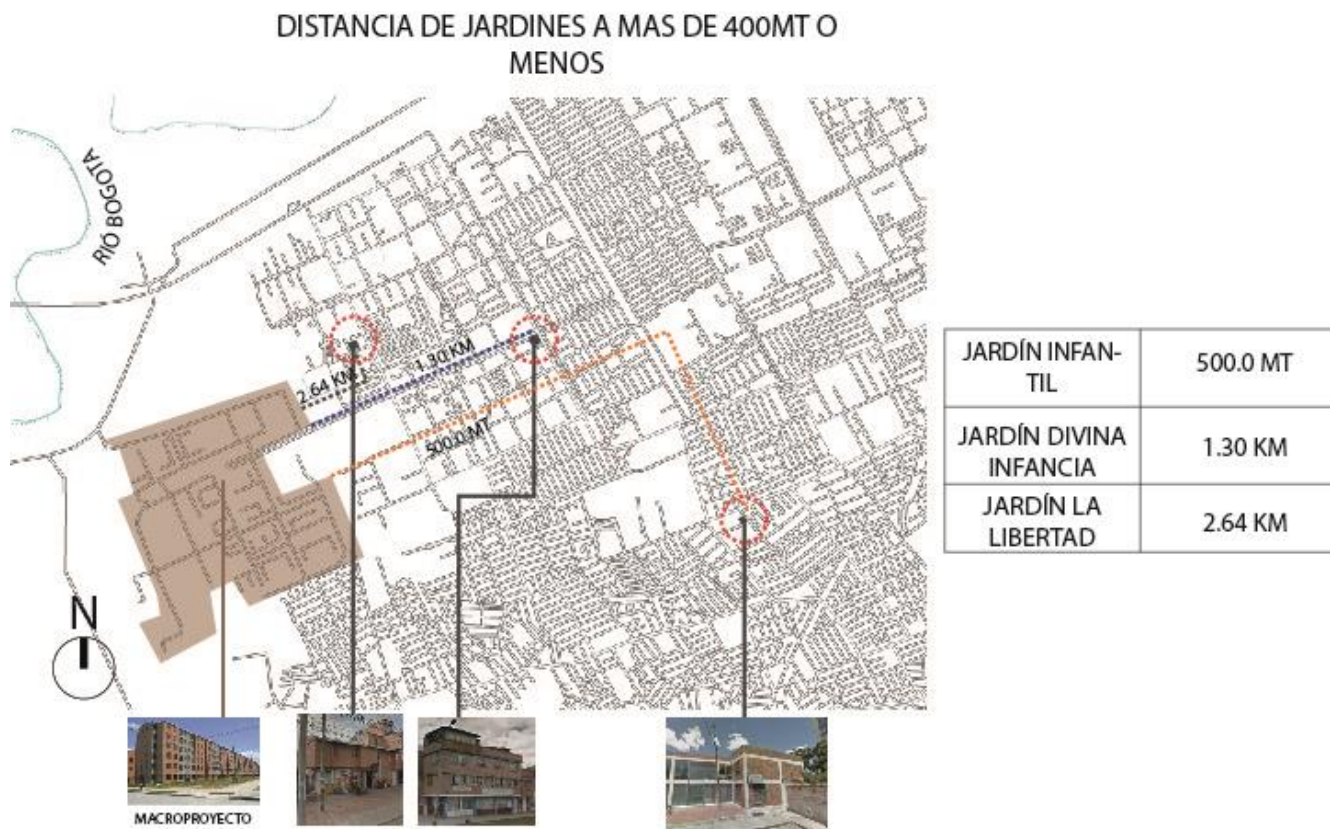 DISTANCIA DE JARDINES A MAS DE 400MT O
MENOS
RÍÓ BOGOTA
2.64 KM
1.30 KM
500.0 MT
N
JARDÍN INFAN-
TIL
500.0 MT
JARDÍN DIVINA
INFANCIA
1.30 KM
JARDÍN LA
LIBERTAD
2.64 KM
MACROPROYECTO